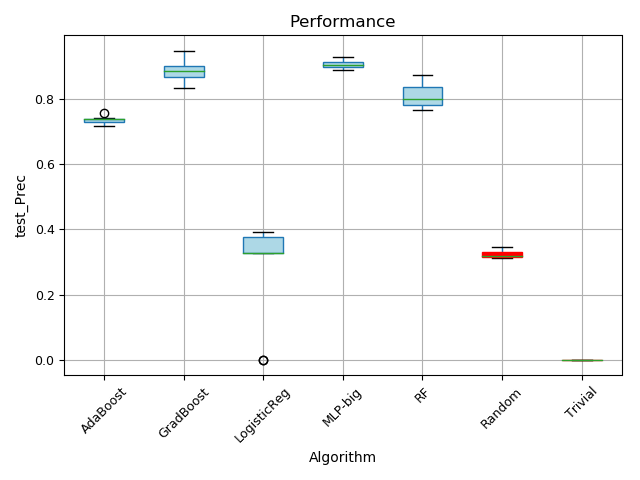 Performance
test_Prec
0.8
0.6
0.4
0.2
0.0
AdaBoost
GradBoost
LogisticReg
MLP-big
RF
Random
Trivial
Algorithm